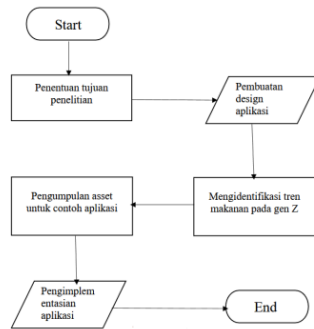 Start
Penentuan tujuan
penelitian
Pembuatan
design
aplikasi
Mengidentifikasi tren
makanan pada gen Z
Pengumpulan asset
untuk contoh aplikasi
Pengimplem
entasian
aplikasi
End